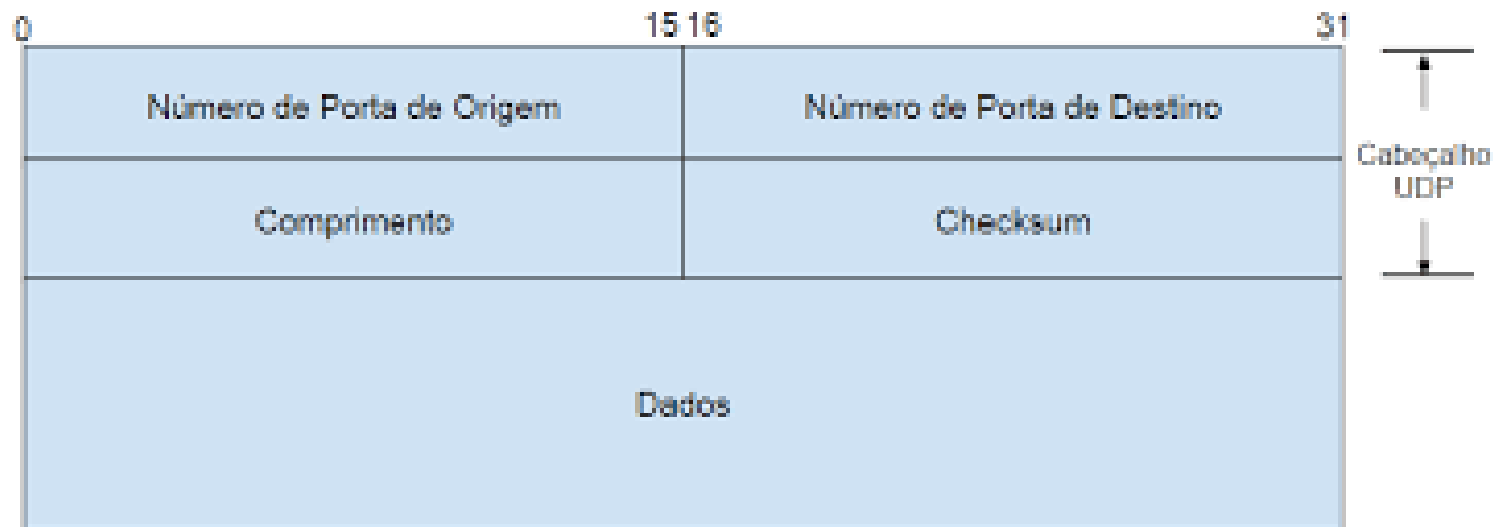 0 15 16 31
Número de Porta de Origem
Número de Porta de Destino
Cabeçalho
UDP
Comprimento
Checksum
Dados